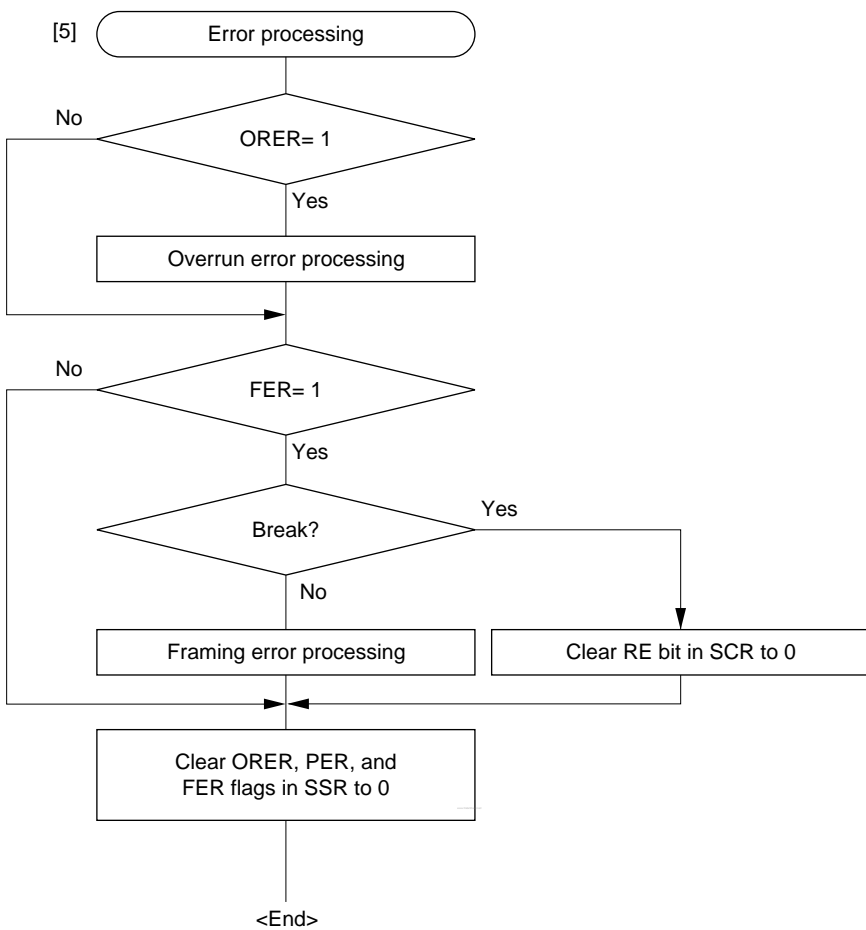 [5]
Error processing
No
ORER= 1
Yes
Overrun error processing
No
FER= 1
Yes
Yes
Break?
No
Framing error processing
Clear RE bit in SCR to 0
Clear ORER, PER, and
FER flags in SSR to 0
<End>